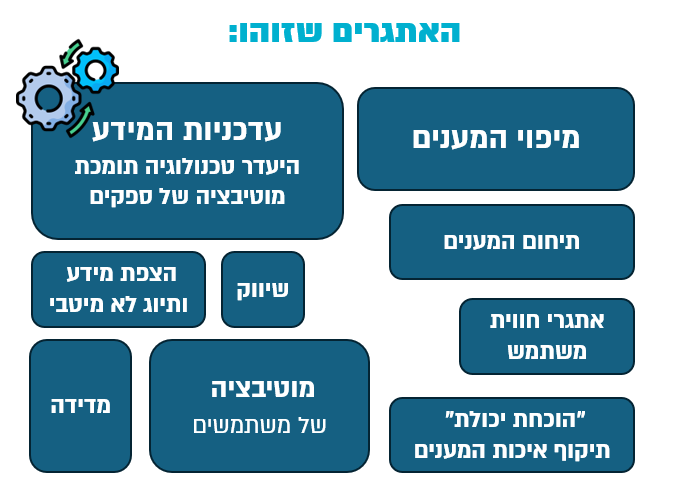 האתגרים שזוהו:
מיפוי המענים
עדכניות המידע
היעדר טכנולוגיה תומכת
מוטיבציה של ספקים
תיחום המענים
שיווק
הצפת מידע
ותיוג לא מיטבי
אתגרי חווית
משתמש
מוטיבציה
של משתמשים
מדידה
"הוכחת יכולת"
תיקוף איכות המענים